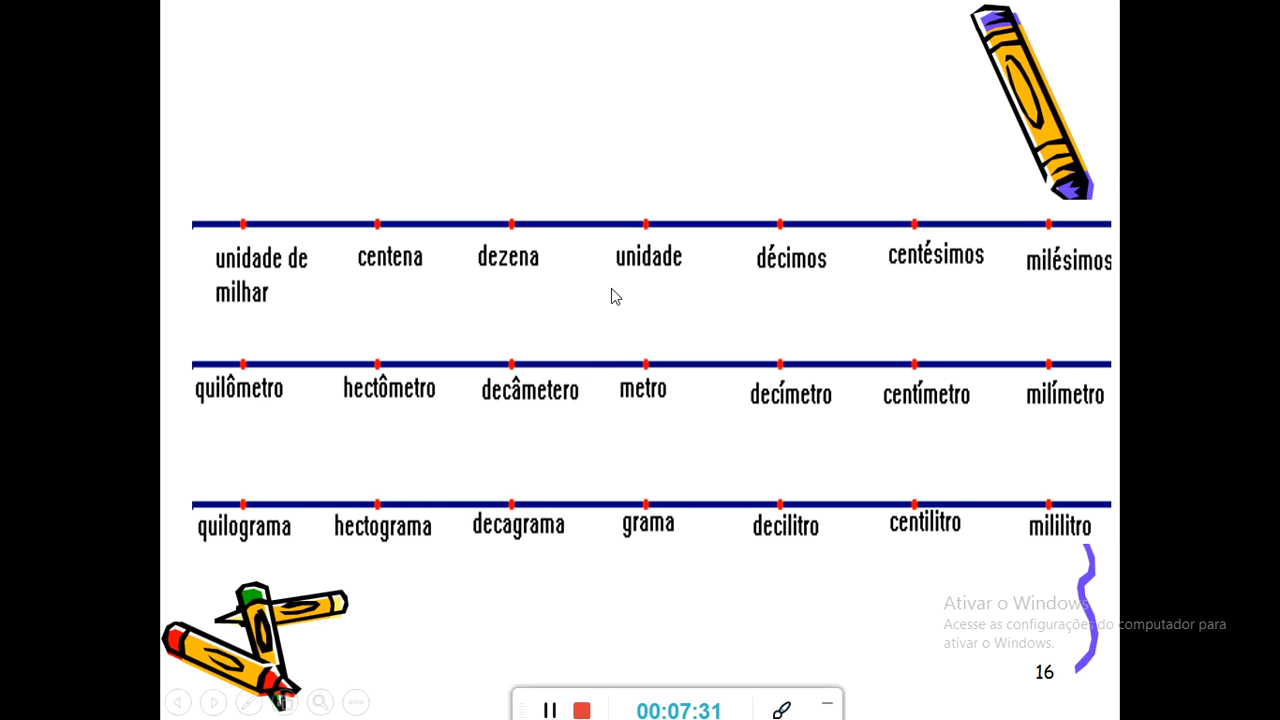 unidade de
milhar
centena
dezena
unidade
décimos
centésimos
milésimos
quilômetro
hectômetro
decâmetero
metro
decímetro
centímetro
milímetro
quilograma
hectograma
decagrama
grama
decilitro
centilitro
mililitro
Ativar o Windows
Acesse as configurações do computador para
ativar o Windows.
16
00:07:31